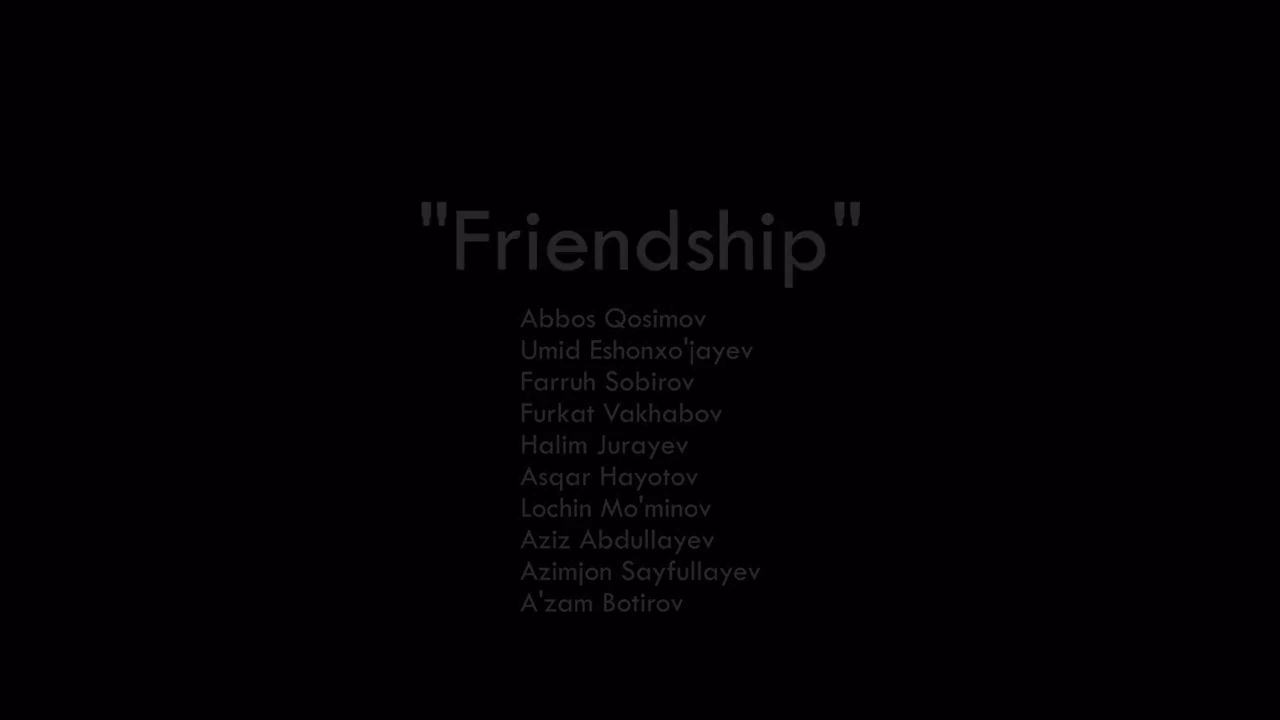 "Friendship"
Abbos Qosimov
Umid Eshonxo'jayev
Farruh Sobirov
Furkat Vakhabov
Halim Jurayev
Asqar Hayotov
Lochin Mo'minov
Aziz Abdullayev
Azimjon Sayfullayev
A'zam Botirov